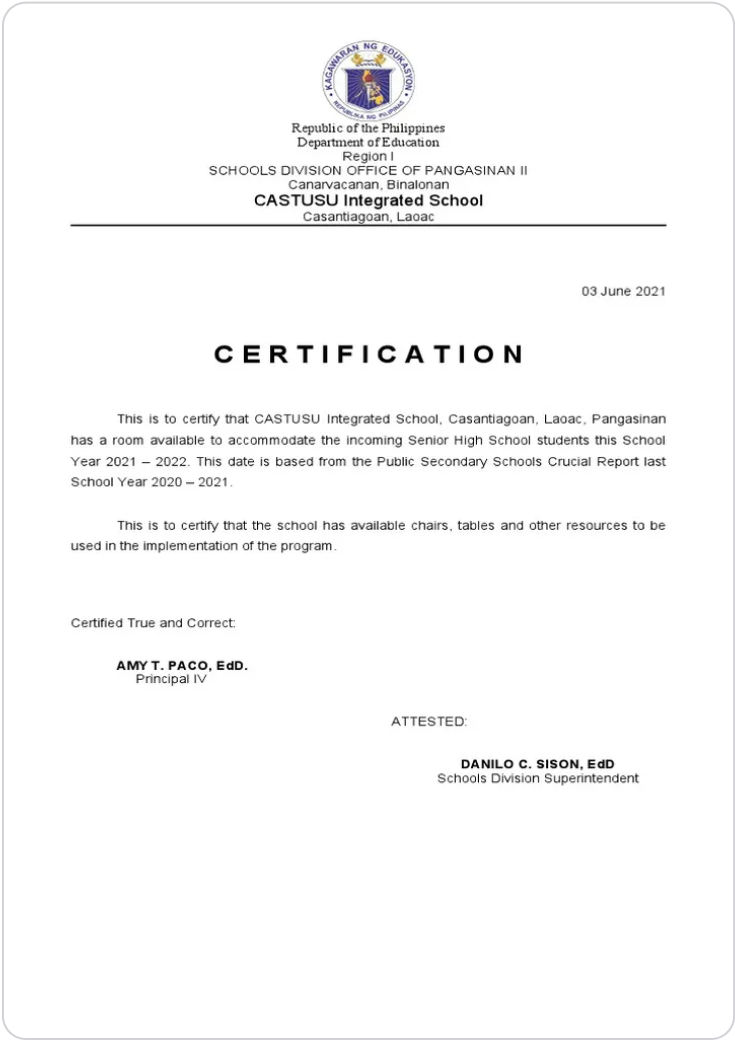 KAGAWARAN NG EDUKASYON
REPUBLIKA NG PILIPINAS
Republic of the Philippines
Department of Education
Region I
SCHOOLS DIVISION OFFICE OF PANGASINAN II
Canarvacanan, Binalonan
CASTUSU Integrated School
Casantiagoan, Laoac
03 June 2021
CERTIFICATION
This is to certify that CASTUSU Integrated School, Casantiagoan, Laoac, Pangasinan
has a room available to accommodate the incoming Senior High School students this School
Year 2021 – 2022. This date is based from the Public Secondary Schools Crucial Report last
School Year 2020 – 2021.
This is to certify that the school has available chairs, tables and other resources to be
used in the implementation of the program.
Certified True and Correct:
AMY T. PACO, EdD.
Principal IV
ATTESTED:
DANILO C. SISON, EdD
Schools Division Superintendent